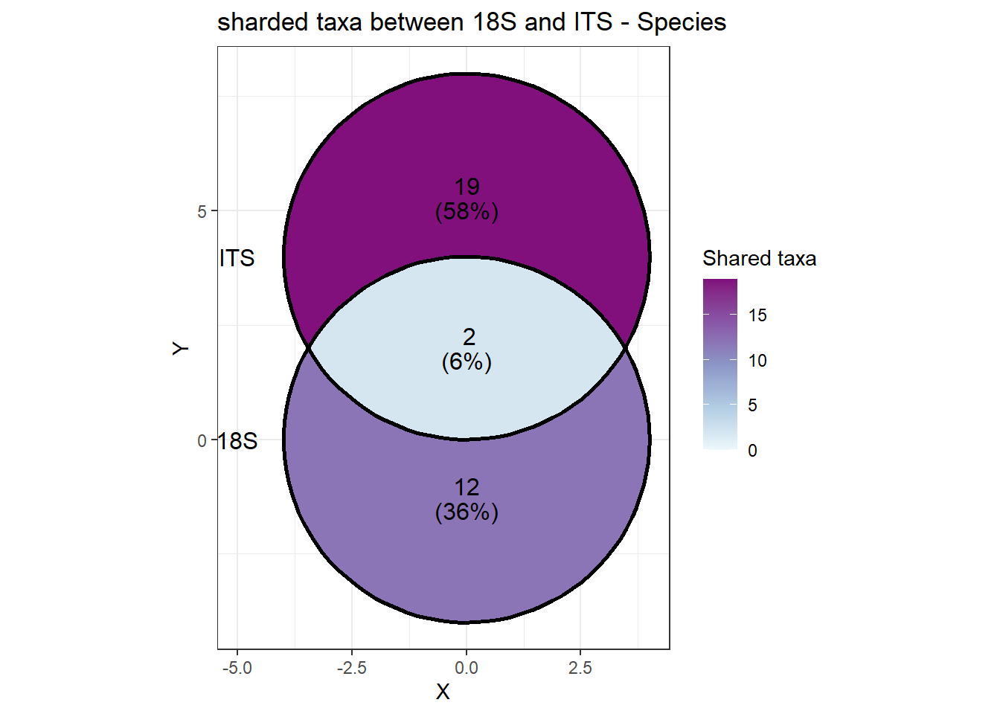 sharded taxa between 18S and ITS - Species
19
(58%)
5
ITS
Shared taxa
15
10
5
0
2
(6%)
Y
0
18S
12
(36%)
-5.0
-2.5
0.0
2.5
X